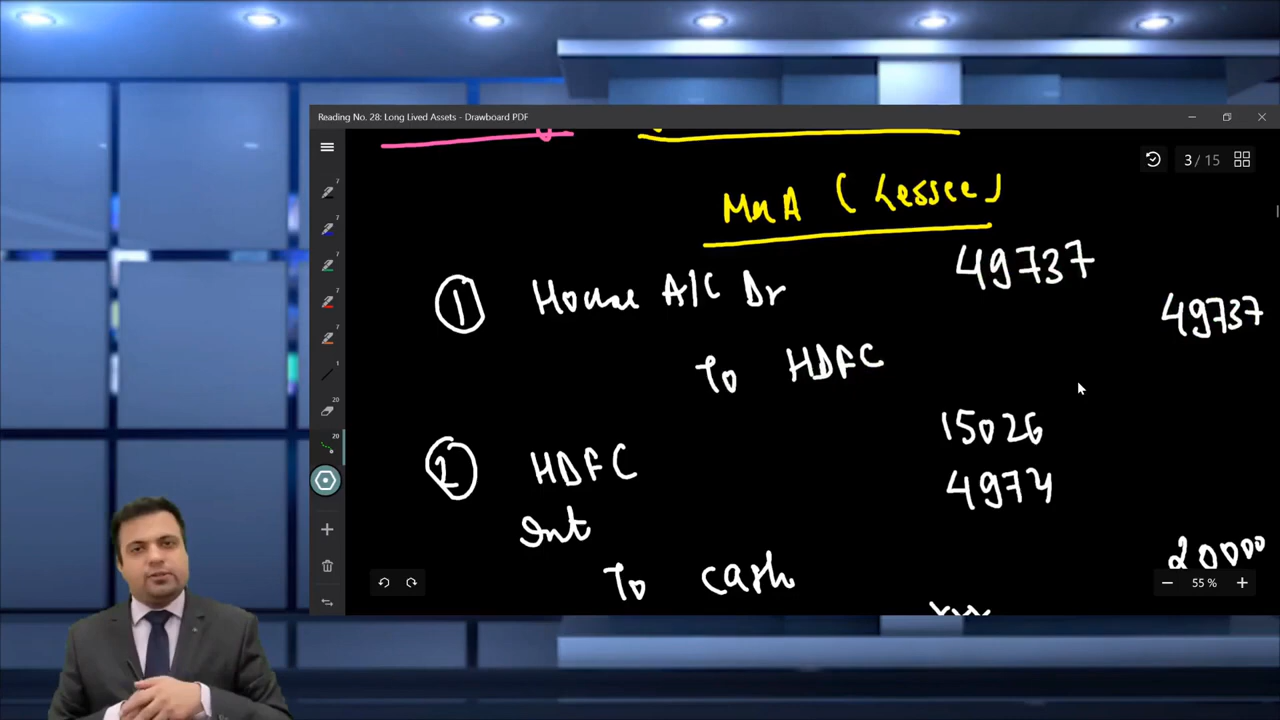 Reading No. 28: Long Lived Assets - Drawboard PDF
3 / 15
Mr A (Lessee)
① House A/C Dr 49737
To HDFC 49737
② HDFC 15026
Int 4974
To cash 20000
55 %